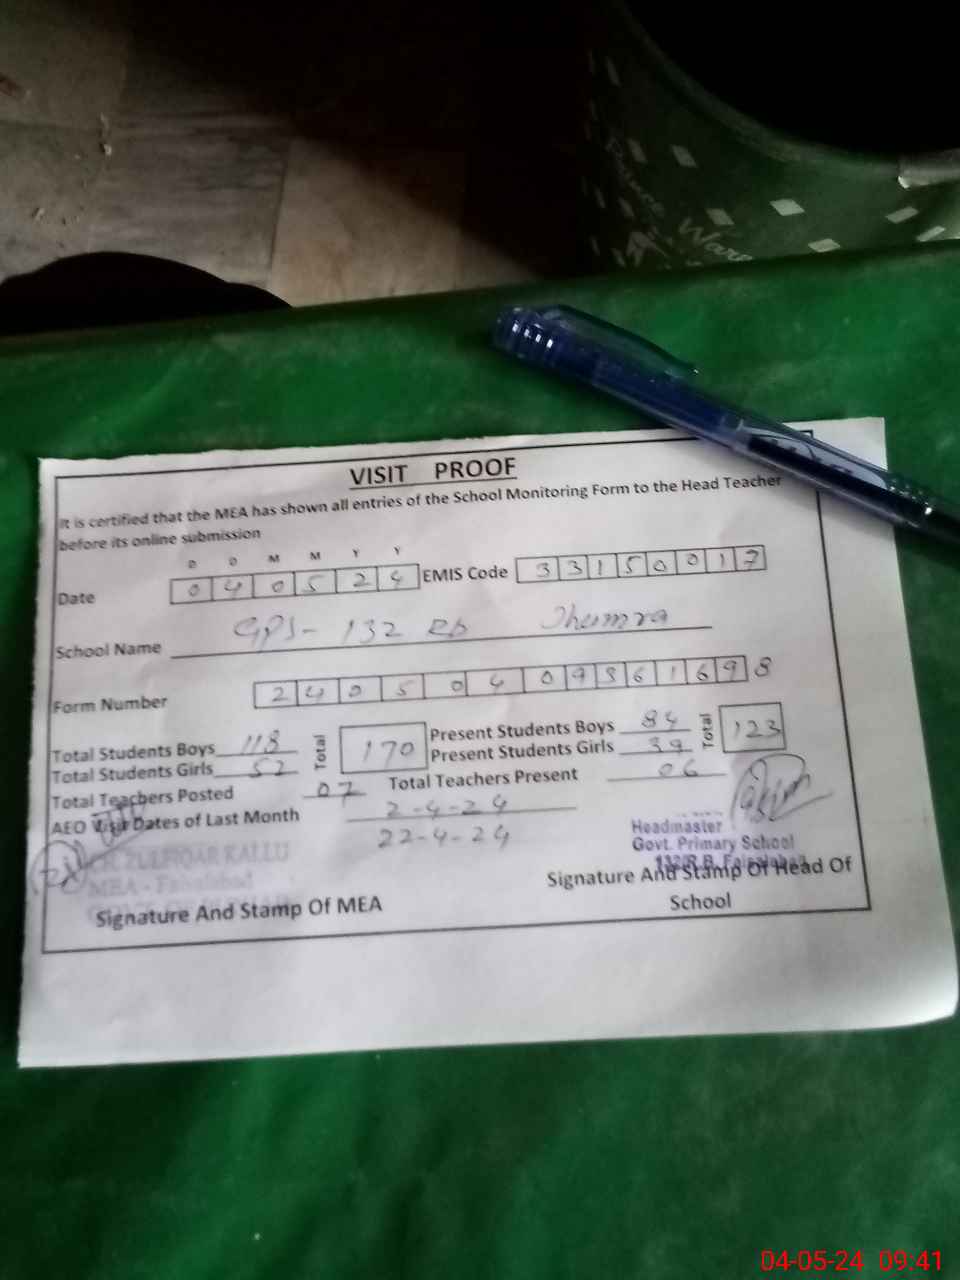 Wang
VISIT PROOF
It is certified that the MEA has shown all entries of the School Monitoring Form to the Head Teacher
before its online submission
D D M M Y Y
Date 0 4 0 5 2 4 EMIS Code 3 3 1 5 0 0 1 7
School Name GPS- 132 RB Jhumra
Form Number 2 4 0 5 0 4 0 9 3 6 1 6 9 8
Total Students Boys 118 Total 170 Present Students Boys 84 Total 123
Total Students Girls 52 Present Students Girls 39
Total Teachers Posted 07 Total Teachers Present 06
AEO Visit Dates of Last Month 2-4-24
22-4-24
Headmaster
Govt. Primary School
132 R.B. Faisalabad
ZULFIQAR KALLU
MEA - Faisalabad
Signature And Stamp Of MEA
Signature And Stamp Of Head Of
School
04-05-24 09:41